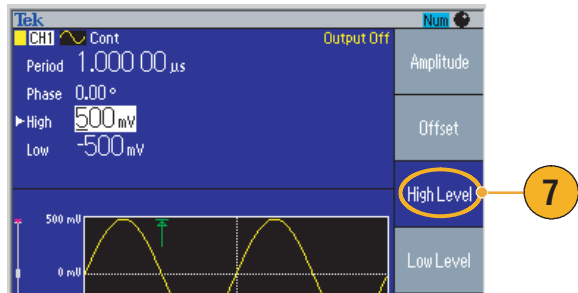 Tek Num
CH1 Cont Output Off
Period 1.000 00 µs
Phase 0.00 °
High 500 mV
Low -500 mV
Amplitude
Offset
High Level
7
Low Level
500 mV
0 mV